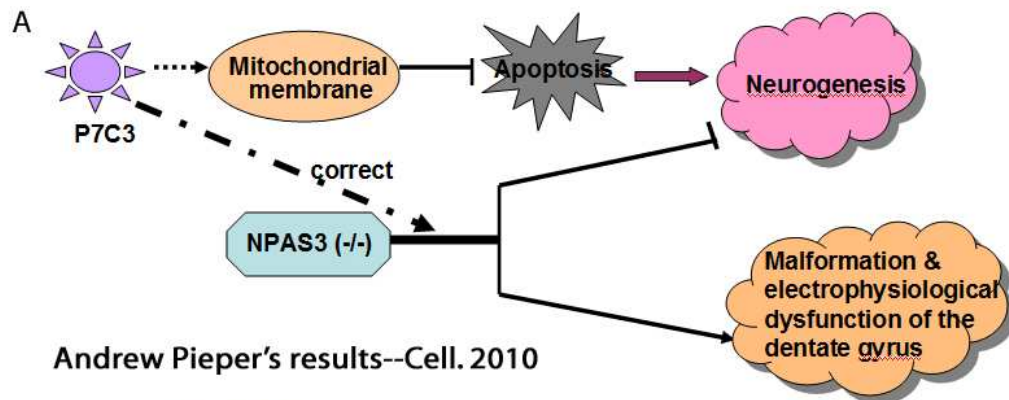 A
P7C3
Mitochondrial
membrane
Apoptosis
Neurogenesis
correct
NPAS3 (-/-)
Malformation &
electrophysiological
dysfunction of the
dentate gyrus
Andrew Pieper's results--Cell. 2010